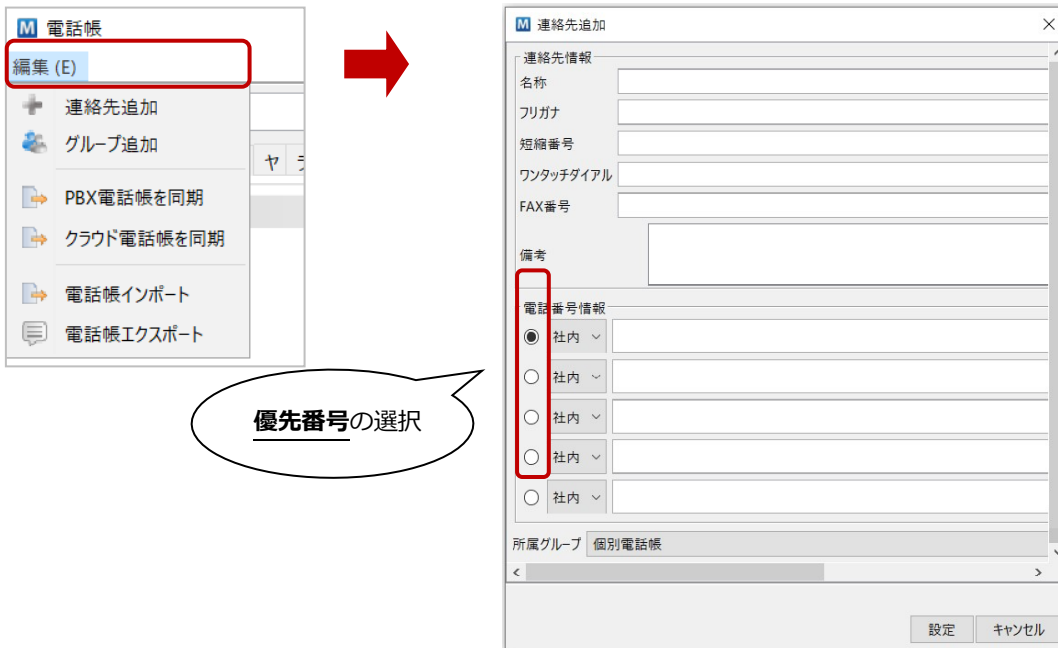 M 電話帳
編集 (E)
連絡先追加
グループ追加
ヤ
PBX電話帳を同期
クラウド電話帳を同期
電話帳インポート
電話帳エクスポート
優先番号の選択
M 連絡先追加
連絡先情報
名称
フリガナ
短縮番号
ワンタッチダイアル
FAX番号
備考
電話番号情報
社内
社内
社内
社内
社内
所属グループ 個別電話帳
設定 キャンセル